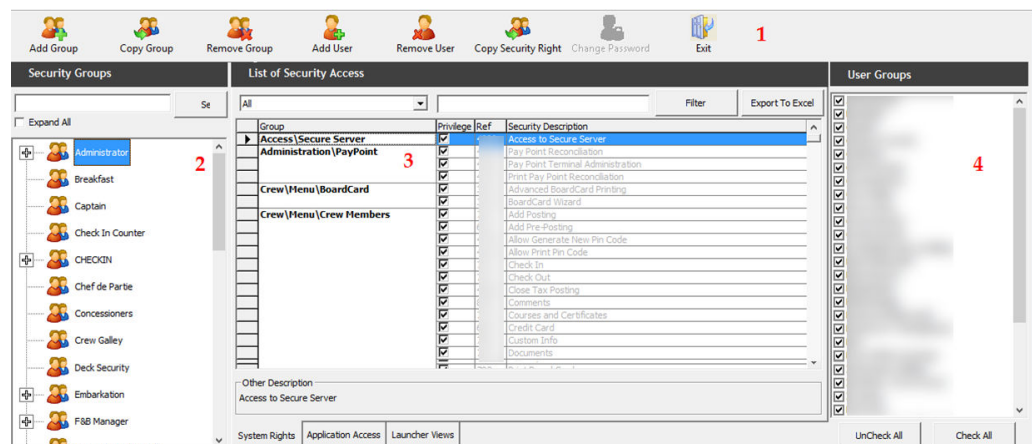 Add Group Copy Group Remove Group Add User Remove User Copy Security Right Change Password Exit 1
Security Groups
Se
Expand All
Administrator
2
Breakfast
Captain
Check In Counter
CHECKIN
Chef de Partie
Concessioners
Crew Galley
Deck Security
Embarkation
F&B Manager
List of Security Access
All Filter Export To Excel
Group Privilege Ref Security Description
Access\Secure Server Access to Secure Server
Administration\PayPoint Pay Point Reconciliation
3 Pay Point Terminal Administration
Print Pay Point Reconciliation
Crew\Menu\BoardCard Advanced BoardCard Printing
BoardCard Wizard
Crew\Menu\Crew Members Add Posting
Add Pre-Posting
Allow Generate New Pin Code
Allow Print Pin Code
Check In
Check Out
Close Tax Posting
Comments
Courses and Certificates
Credit Card
Custom Info
Documents
Other Description
Access to Secure Server
System Rights Application Access Launcher Views
User Groups
4
UnCheck All Check All